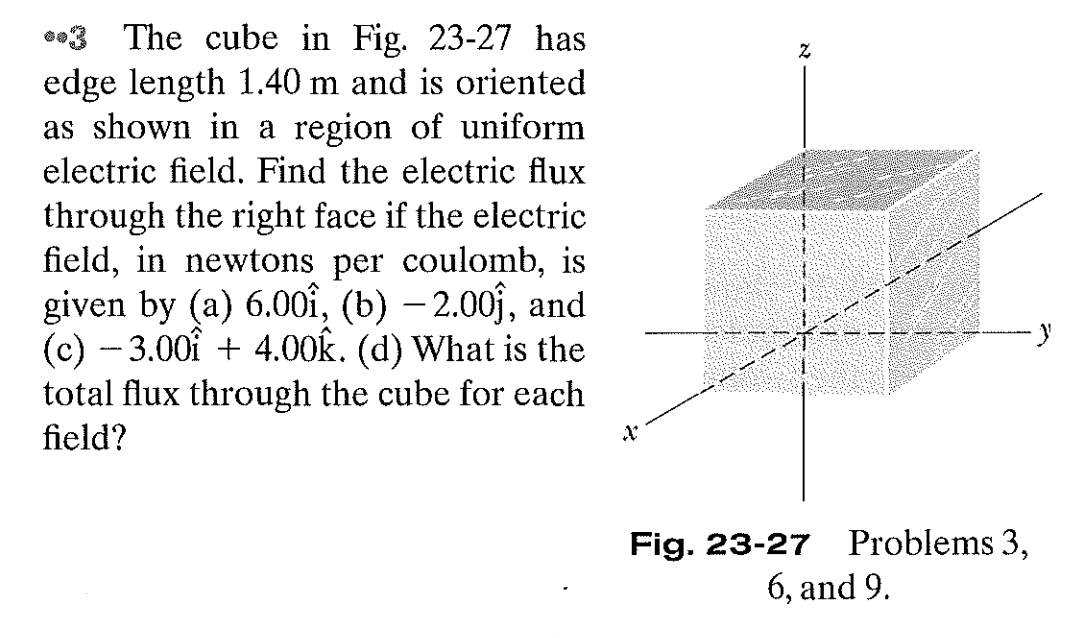 ••3 The cube in Fig. 23-27 has
edge length 1.40 m and is oriented
as shown in a region of uniform
electric field. Find the electric flux
through the right face if the electric
field, in newtons per coulomb, is
given by (a) 6.00î, (b) −2.00ĵ, and
(c) −3.00î + 4.00k̂. (d) What is the
total flux through the cube for each
field?
z
y
x
Fig. 23-27 Problems 3,
6, and 9.